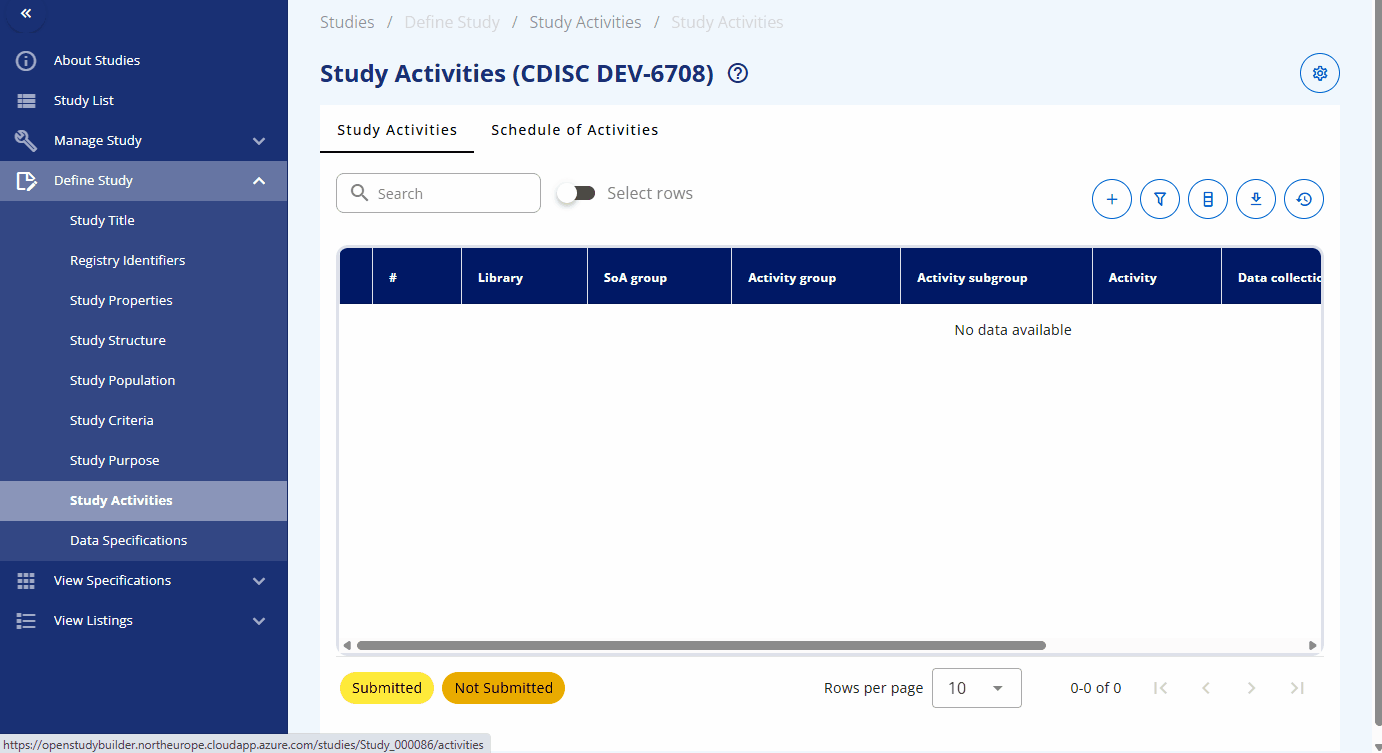 Studies / Define Study / Study Activities / Study Activities
About Studies
Study List
Manage Study
Define Study
Study Title
Registry Identifiers
Study Properties
Study Structure
Study Population
Study Criteria
Study Purpose
Study Activities
Data Specifications
View Specifications
View Listings
Study Activities (CDISC DEV-6708)
Study Activities
Schedule of Activities
Search
Select rows
# Library SoA group Activity group Activity subgroup Activity Data collectio
No data available
Submitted
Not Submitted
Rows per page 10 0-0 of 0
https://openstudybuilder.northeurope.cloudapp.azure.com/studies/Study_000086/activities